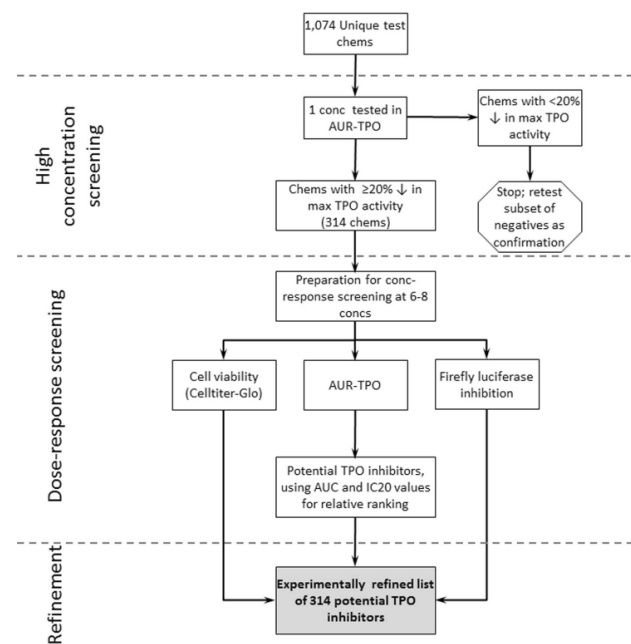 1,074 Unique test
chems
High
concentration
screening
1 conc tested in
AUR-TPO
Chems with <20%
↓ in max TPO
activity
Chems with ≥20% ↓ in
max TPO activity
(314 chems)
Stop; retest
subset of
negatives as
confirmation
Dose-response screening
Preparation for conc-
response screening at 6-8
concs
Cell viability
(Celltiter-Glo)
AUR-TPO
Firefly luciferase
inhibition
Potential TPO inhibitors,
using AUC and IC20 values
for relative ranking
Refinement
Experimentally refined list
of 314 potential TPO
inhibitors